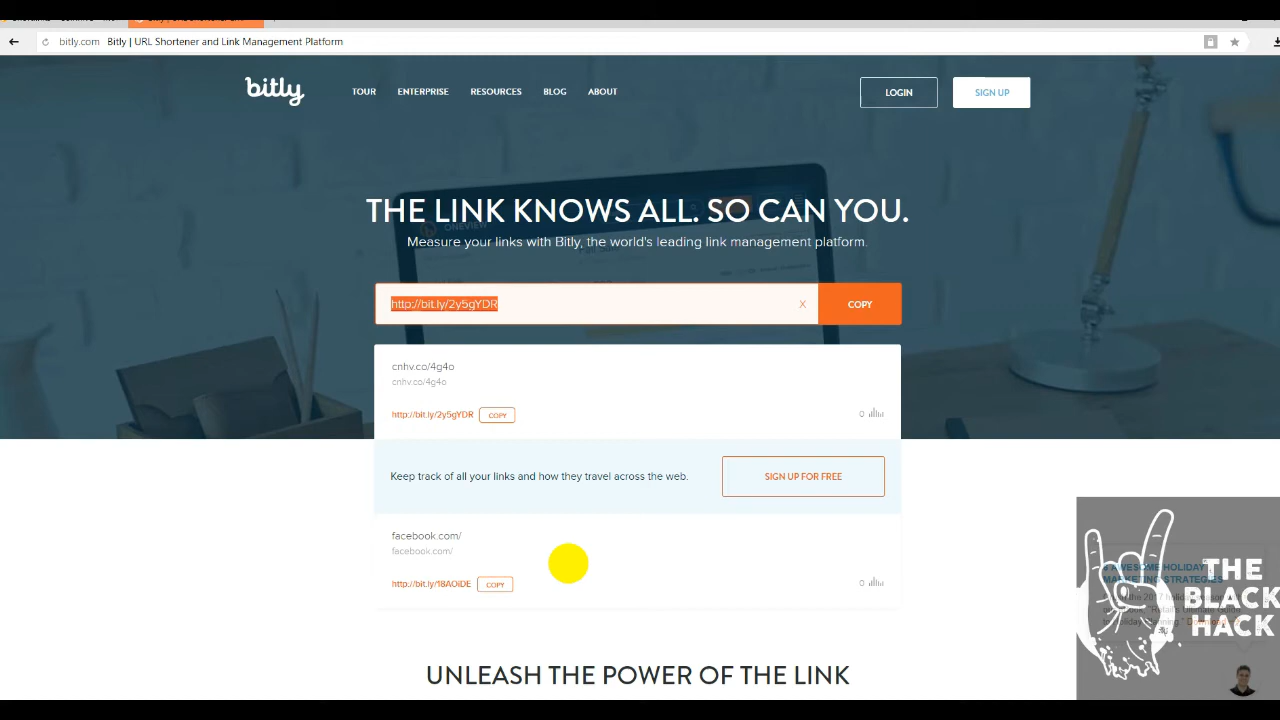 bitly.com Bitly | URL Shortener and Link Management Platform
bitly TOUR ENTERPRISE RESOURCES BLOG ABOUT LOGIN SIGN UP
THE LINK KNOWS ALL. SO CAN YOU.
Measure your links with Bitly, the world's leading link management platform.
http://bit.ly/2y5gYDR X COPY
cnhv.co/4g4o
cnhv.co/4g4o
http://bit.ly/2y5gYDR COPY 0
Keep track of all your links and how they travel across the web. SIGN UP FOR FREE
facebook.com/
facebook.com/
http://bit.ly/18AOiDE COPY 0
AWESOME HOLIDAY
MARKETING STRATEGIES
THE
BLACK
HACK
UNLEASH THE POWER OF THE LINK